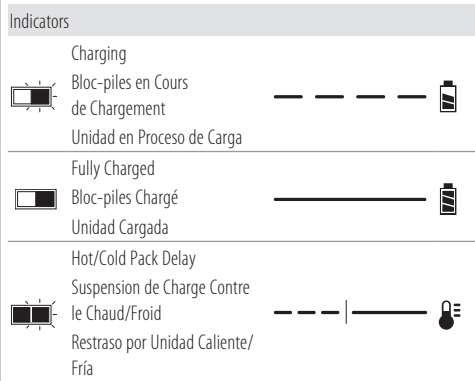 Indicators
Charging
Bloc-piles en Cours
de Chargement
Unidad en Proceso de Carga
Fully Charged
Bloc-piles Chargé
Unidad Cargada
Hot/Cold Pack Delay
Suspension de Charge Contre
le Chaud/Froid
Restraso por Unidad Caliente/
Fría